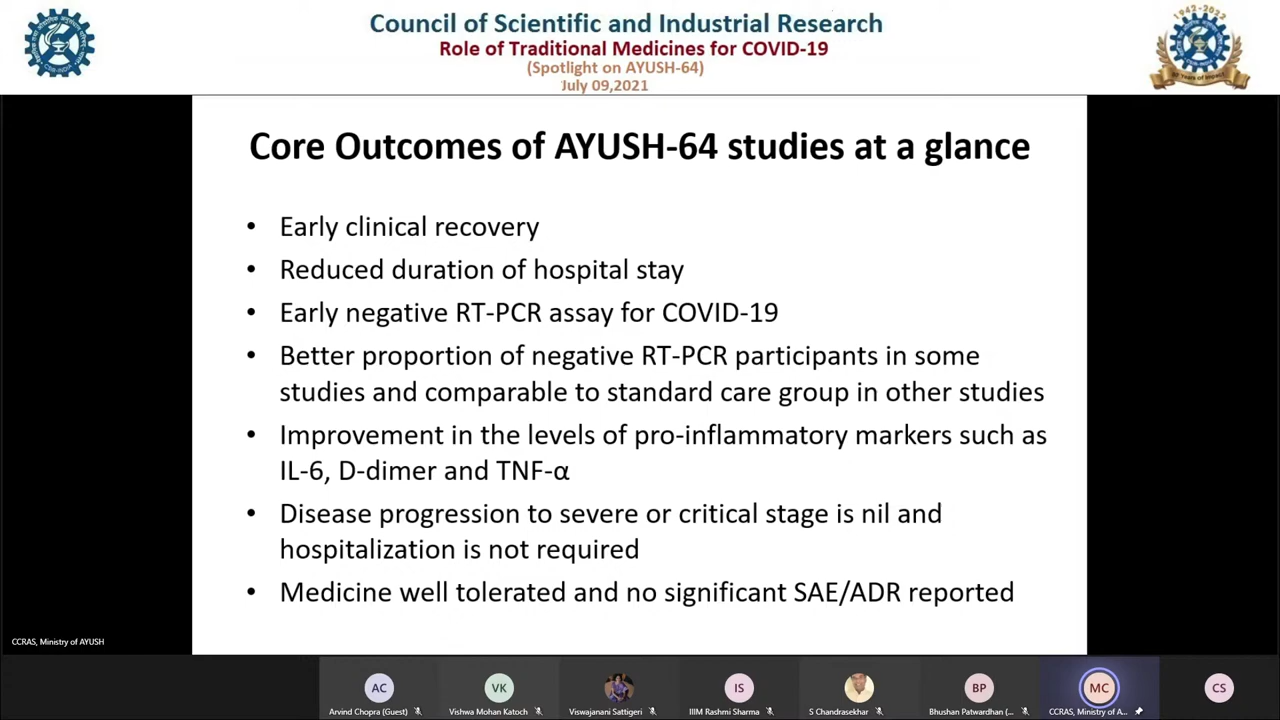 Council of Scientific and Industrial Research
Role of Traditional Medicines for COVID-19
(Spotlight on AYUSH-64)
July 09,2021
1942-2022
Core Outcomes of AYUSH-64 studies at a glance
• Early clinical recovery
• Reduced duration of hospital stay
• Early negative RT-PCR assay for COVID-19
• Better proportion of negative RT-PCR participants in some
studies and comparable to standard care group in other studies
• Improvement in the levels of pro-inflammatory markers such as
IL-6, D-dimer and TNF-α
• Disease progression to severe or critical stage is nil and
hospitalization is not required
• Medicine well tolerated and no significant SAE/ADR reported
CCRAS, Ministry of AYUSH
AC
VK
IS
BP
MC
CS
Arvind Chopra (Guest)
Vishwa Mohan Katoch
Viswajanani Sattigeri
IIIM Rashmi Sharma
S Chandrasekhar
Bhushan Patwardhan (...
CCRAS, Ministry of A...